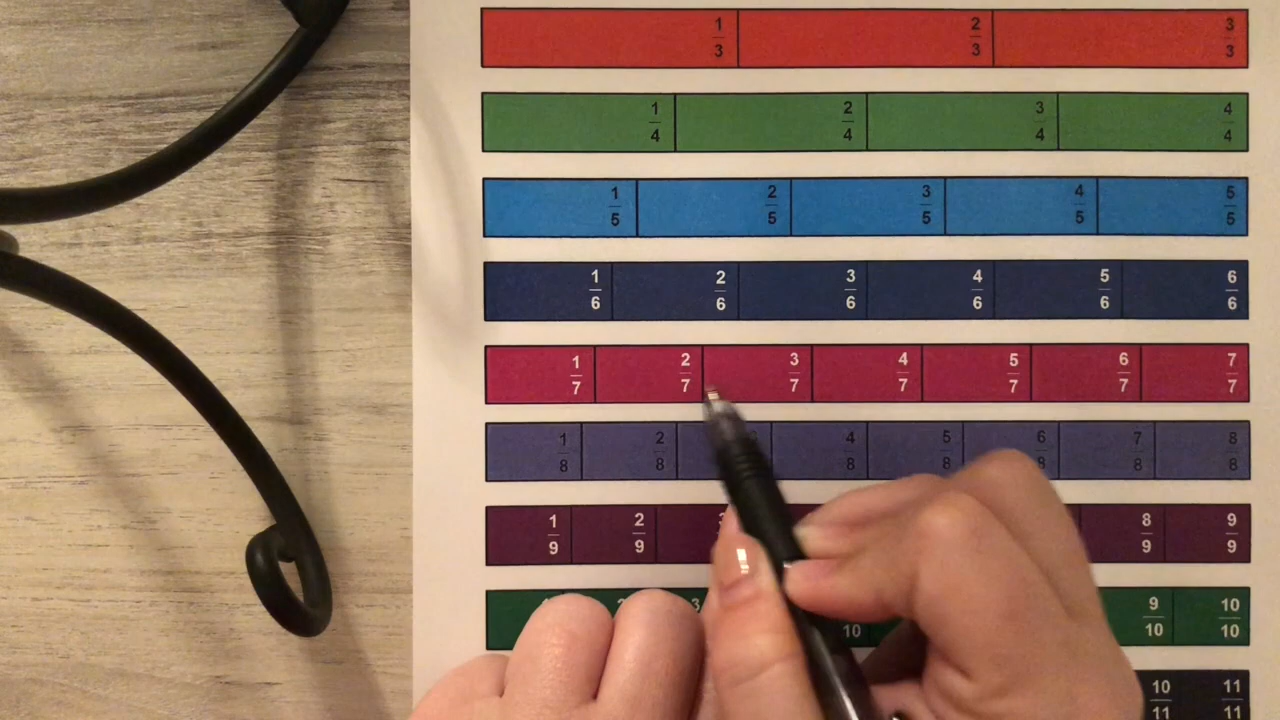 1/3 2/3 3/3
1/4 2/4 3/4 4/4
1/5 2/5 3/5 4/5 5/5
1/6 2/6 3/6 4/6 5/6 6/6
1/7 2/7 3/7 4/7 5/7 6/7 7/7
1/8 2/8 4/8 5/8 6/8 7/8 8/8
1/9 2/9 8/9 9/9
9/10 10/10
10/11 11/11